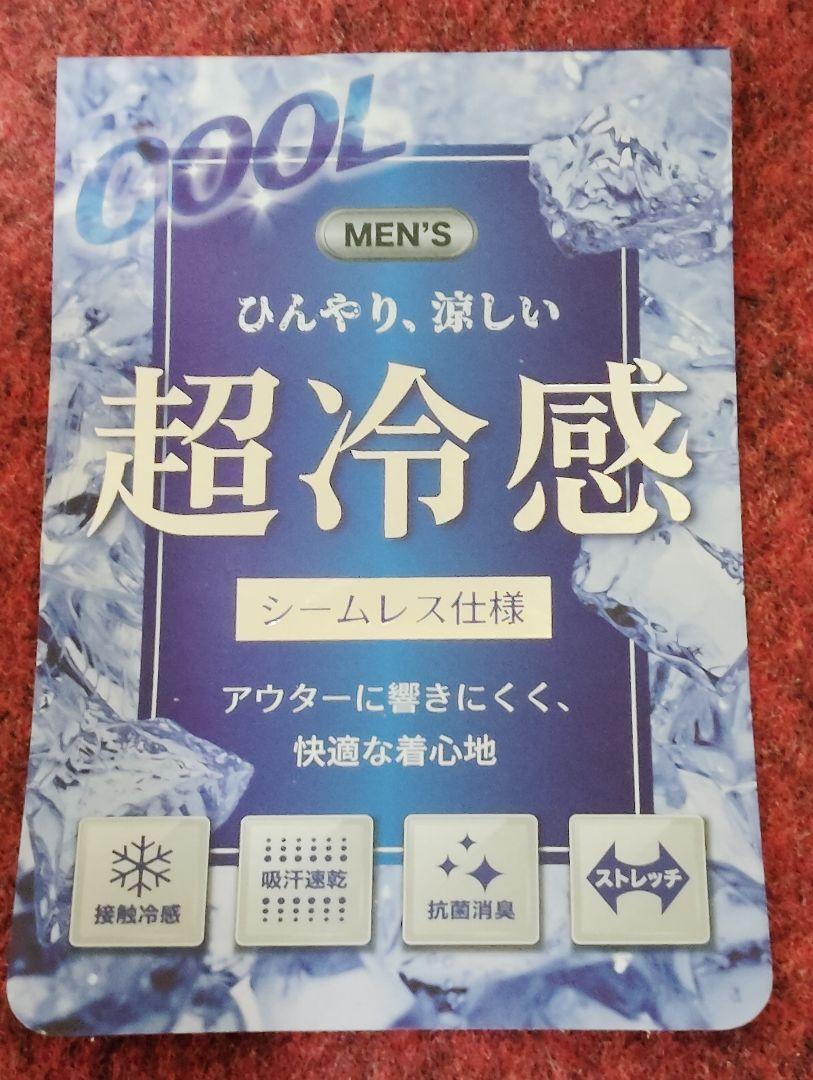 COOL
MEN'S
ひんやり、涼しい
超冷感
シームレス仕様
アウターに響きにくく、
快適な着心地
接触冷感
吸汗速乾
抗菌消臭
ストレッチ